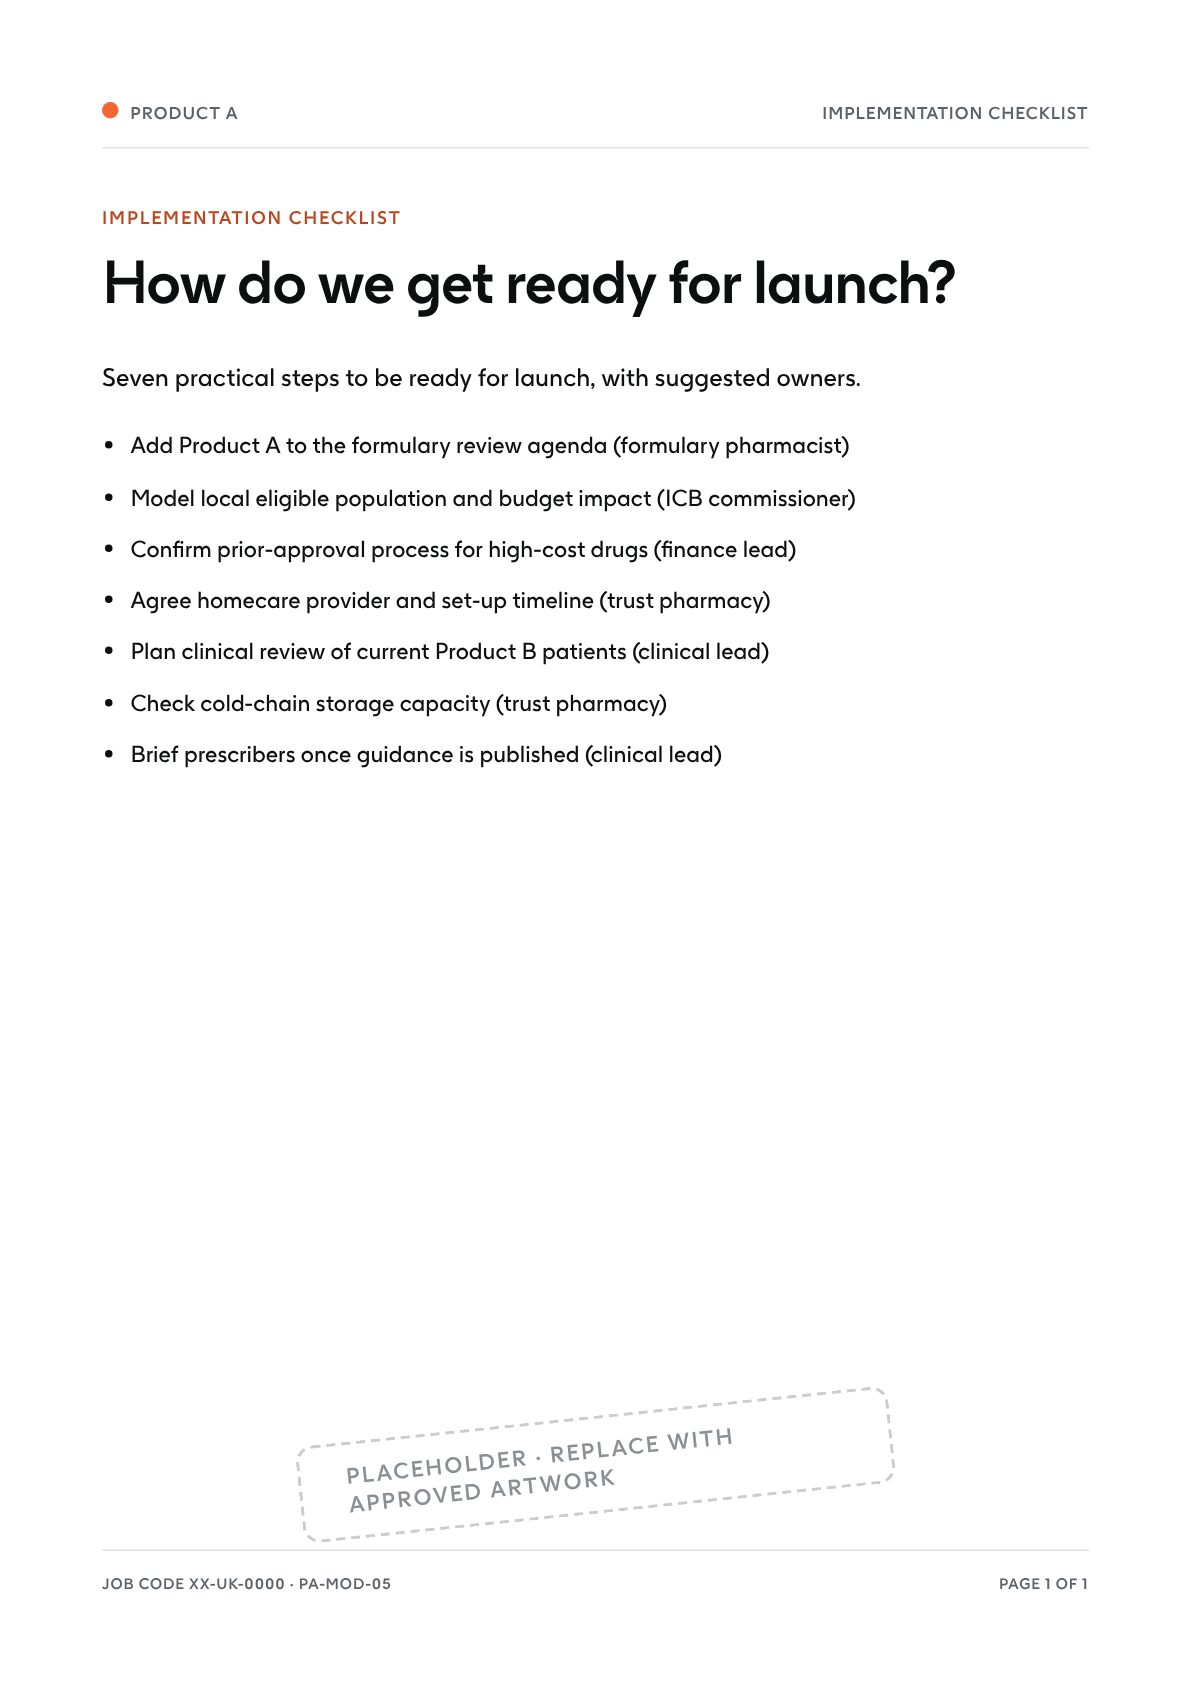 PRODUCT A
IMPLEMENTATION CHECKLIST
IMPLEMENTATION CHECKLIST
How do we get ready for launch?
Seven practical steps to be ready for launch, with suggested owners.
• Add Product A to the formulary review agenda (formulary pharmacist)
• Model local eligible population and budget impact (ICB commissioner)
• Confirm prior-approval process for high-cost drugs (finance lead)
• Agree homecare provider and set-up timeline (trust pharmacy)
• Plan clinical review of current Product B patients (clinical lead)
• Check cold-chain storage capacity (trust pharmacy)
• Brief prescribers once guidance is published (clinical lead)
PLACEHOLDER · REPLACE WITH
APPROVED ARTWORK
JOB CODE XX-UK-0000 · PA-MOD-05
PAGE 1 OF 1